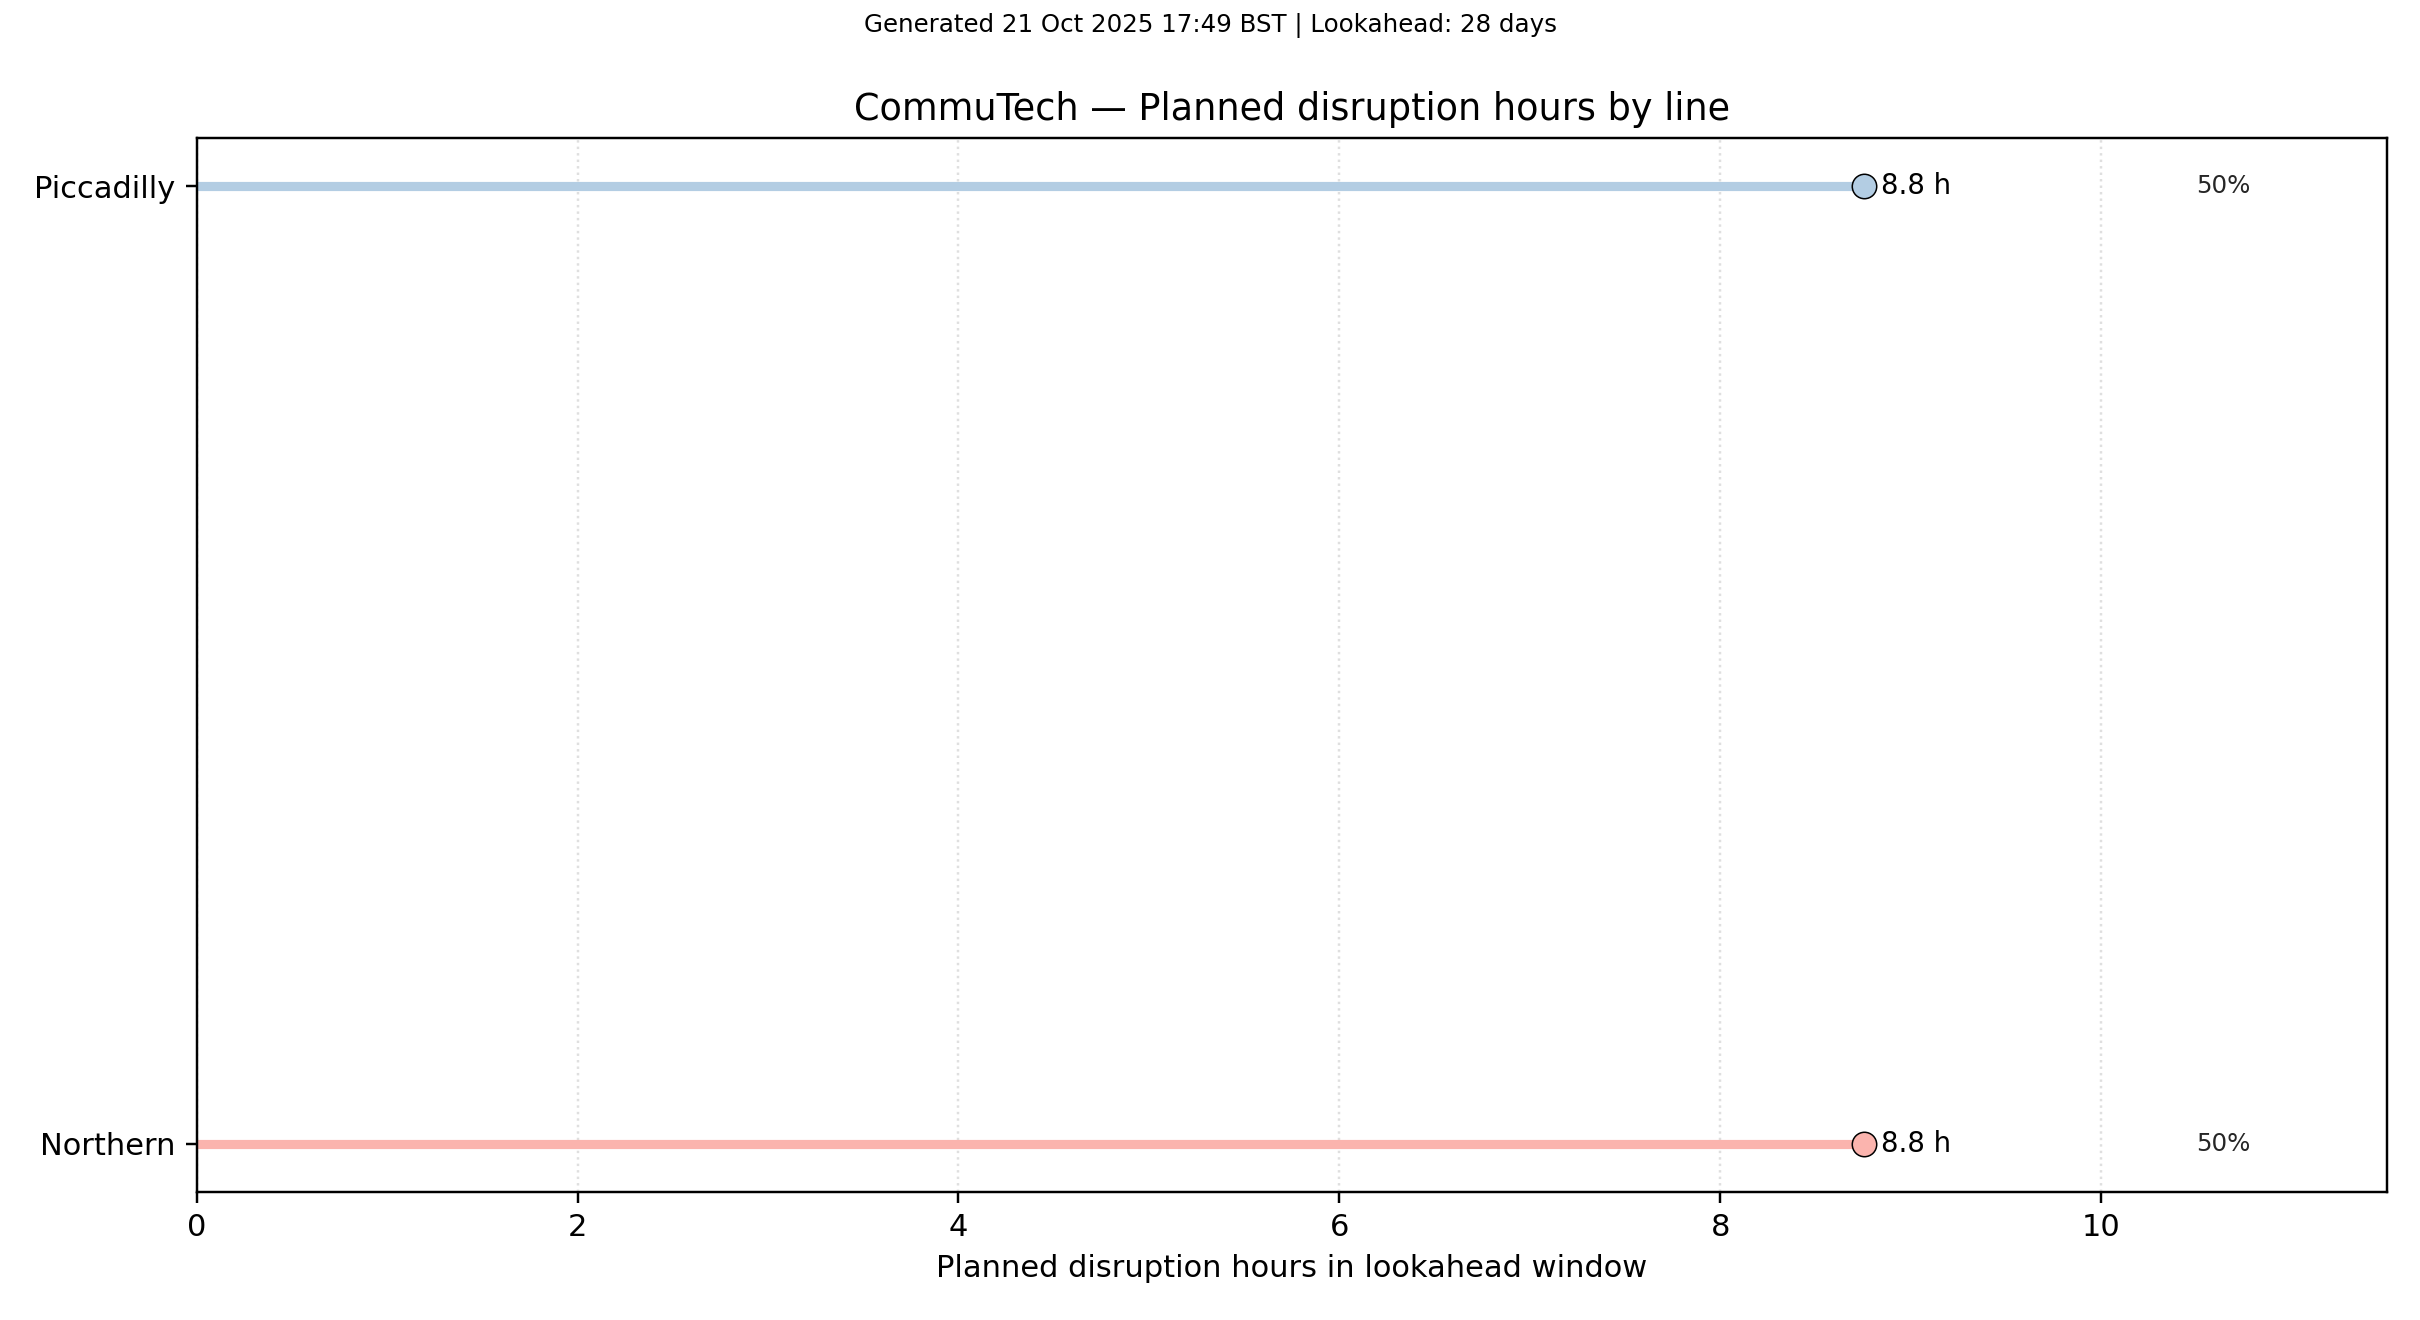 Generated 21 Oct 2025 17:49 BST | Lookahead: 28 days
CommuTech — Planned disruption hours by line
Piccadilly 8.8 h 50%
Northern 8.8 h 50%
0 2 4 6 8 10
Planned disruption hours in lookahead window